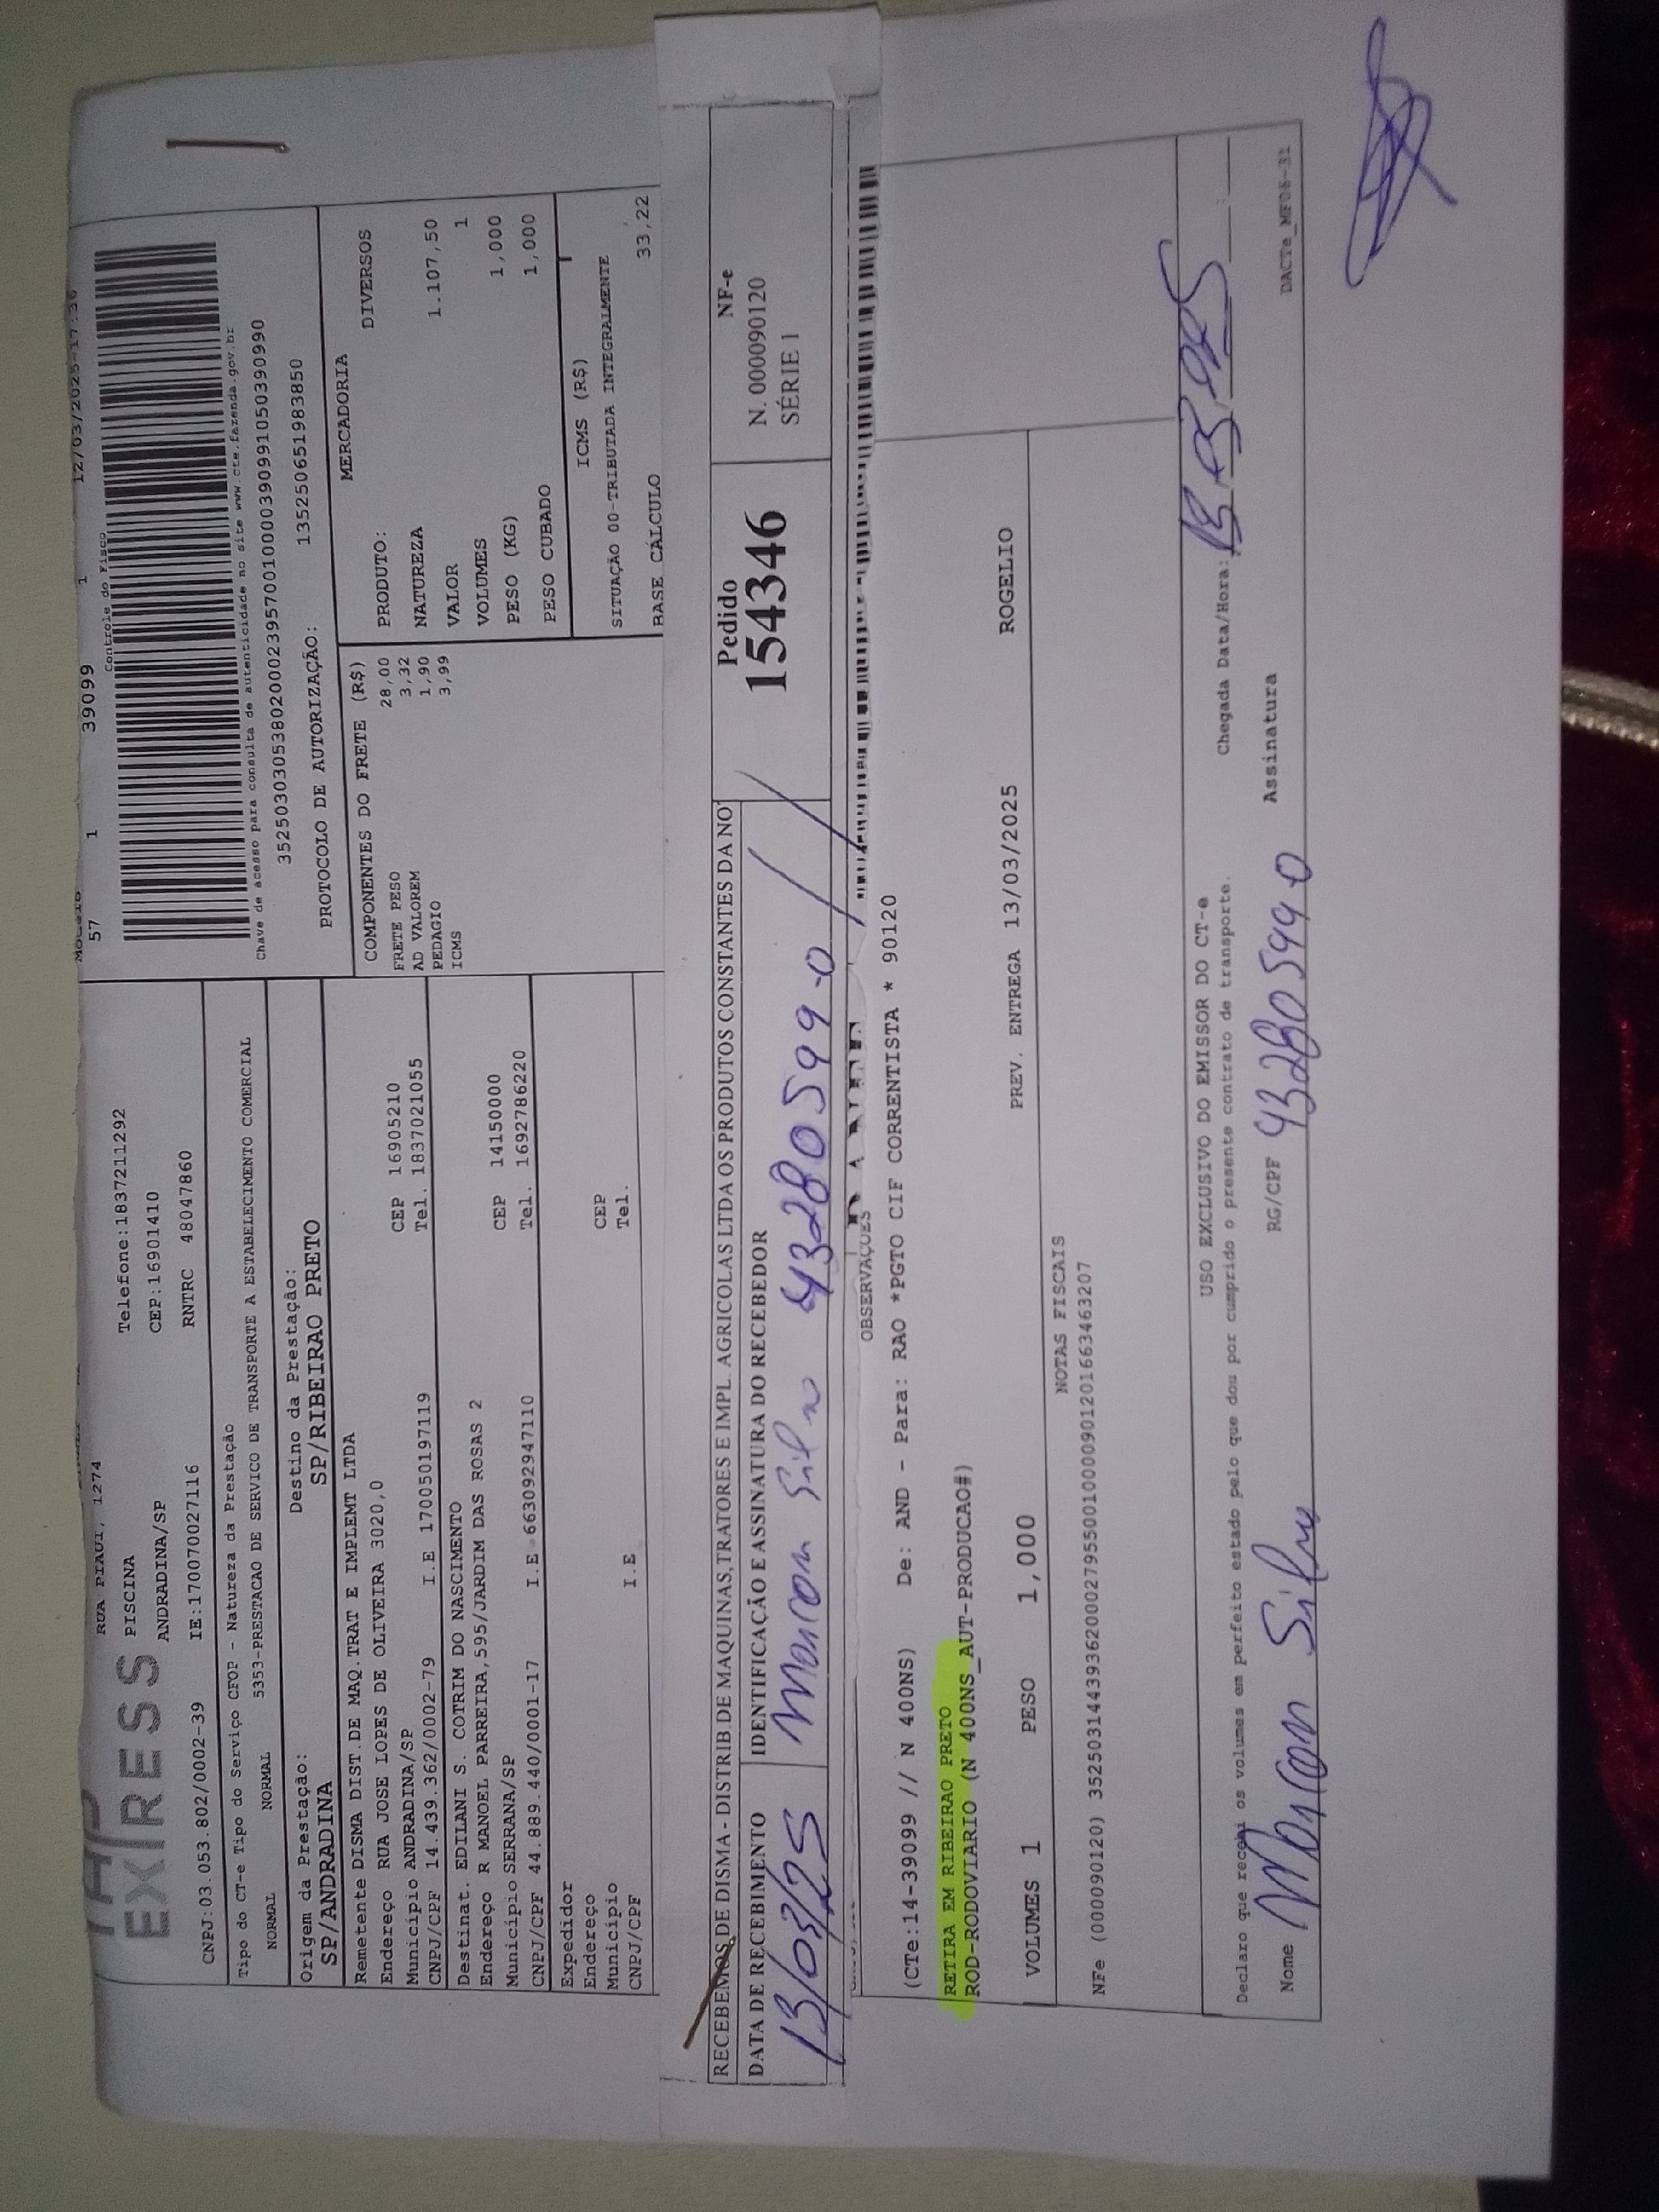 RUA PIAUI, 1274
EXPRESS
PISCINA
Telefone:1837211292
ANDRADINA/SP
CEP:16901410
CNPJ:03.053.802/0002-39
IE:170070027116
RNTRC 48047860
57 1 39099 1 12/03/2025-17:36
Controle do Fisco
Chave de acesso para consulta de autenticidade no site www.cte.fazenda.gov.br
35250303053802000239570010000390991050390990
PROTOCOLO DE AUTORIZAÇÃO:
135250651983850
Tipo do CT-e Tipo do Serviço CFOP - Natureza da Prestação
NORMAL NORMAL 5353-PRESTACAO DE SERVICO DE TRANSPORTE A ESTABELECIMENTO COMERCIAL
Origem da Prestação:
SP/ANDRADINA
Destino da Prestação:
SP/RIBEIRAO PRETO
Remetente DISMA DIST.DE MAQ.TRAT E IMPLEMT LTDA
Endereço RUA JOSE LOPES DE OLIVEIRA 3020,0
Município ANDRADINA/SP CEP 16905210
CNPJ/CPF 14.439.362/0002-79 I.E 170050197119 Tel. 1837021055
Destinat. EDILANI S. COTRIM DO NASCIMENTO
Endereço R MANOEL PARREIRA,595/JARDIM DAS ROSAS 2
Município SERRANA/SP CEP 14150000
CNPJ/CPF 44.889.440/0001-17 I.E 663092947110 Tel. 1692786220
Expedidor
Endereço
Município CEP
CNPJ/CPF I.E Tel.
COMPONENTES DO FRETE (R$)
FRETE PESO 28,00
AD VALOREM 3,32
PEDAGIO 1,90
ICMS 3,99
MERCADORIA
PRODUTO: DIVERSOS
NATUREZA
VALOR 1.107,50
VOLUMES 1
PESO (KG) 1,000
PESO CUBADO 1,000
ICMS (R$)
SITUAÇÃO 00-TRIBUTADA INTEGRALMENTE
BASE CÁLCULO 33,22
RECEBEMOS DE DISMA - DISTRIB.DE MAQUINAS,TRATORES E IMPL. AGRICOLAS LTDA OS PRODUTOS CONSTANTES DA NO
DATA DE RECEBIMENTO
IDENTIFICAÇÃO E ASSINATURA DO RECEBEDOR
13/03/25
Silva 43280599-0
Pedido
154346
NF-e
N. 000090120
SÉRIE 1
OBSERVAÇÕES
(CTe:14-39099 // N 400NS) De: AND - Para: RAO *PGTO CIF CORRENTISTA * 90120
RETIRA EM RIBEIRAO PRETO
ROD-RODOVIARIO (N 400NS_AUT-PRODUCAO#)
VOLUMES 1 PESO 1,000 PREV. ENTREGA 13/03/2025 ROGELIO
NOTAS FISCAIS
NFe (000090120) 35250314439362000279550010000901201663463207
USO EXCLUSIVO DO EMISSOR DO CT-e
Declaro que recebi os volumes em perfeito estado pelo que dou por cumprido o presente contrato de transporte.
Chegada Data/Hora:
Nome Silva RG/CPF 43280599-0 Assinatura
DACTe_MF06-31